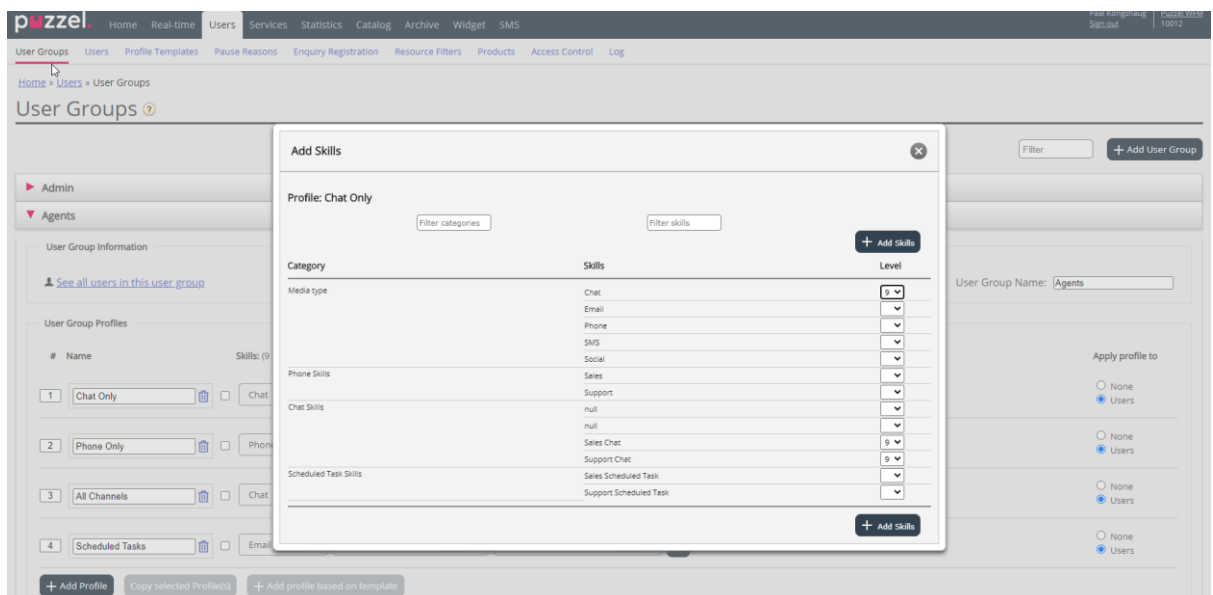 puzzel. Home Real-time Users Services Statistics Catalog Archive Widget SMS
Paal Kongshaug Puzzel WFM
Sign out 10012
User Groups Users Profile Templates Pause Reasons Enquiry Registration Resource Filters Products Access Control Log
Home » Users » User Groups
User Groups ?
Filter + Add User Group
Admin
Agents
User Group Information
See all users in this user group
User Group Name: Agents
User Group Profiles
# Name Skills: (9 Apply profile to
1 Chat Only Chat None
Users
2 Phone Only Phone None
Users
3 All Channels Chat None
Users
4 Scheduled Tasks Email None
Users
+ Add Profile Copy selected Profile(s) + Add profile based on template
Add Skills
Profile: Chat Only
Filter categories Filter skills
+ Add Skills
Category Skills Level
Media type Chat 9
Email
Phone
SMS
Social
Phone Skills Sales
Support
Chat Skills null
null
Sales Chat 9
Support Chat 9
Scheduled Task Skills Sales Scheduled Task
Support Scheduled Task
+ Add Skills